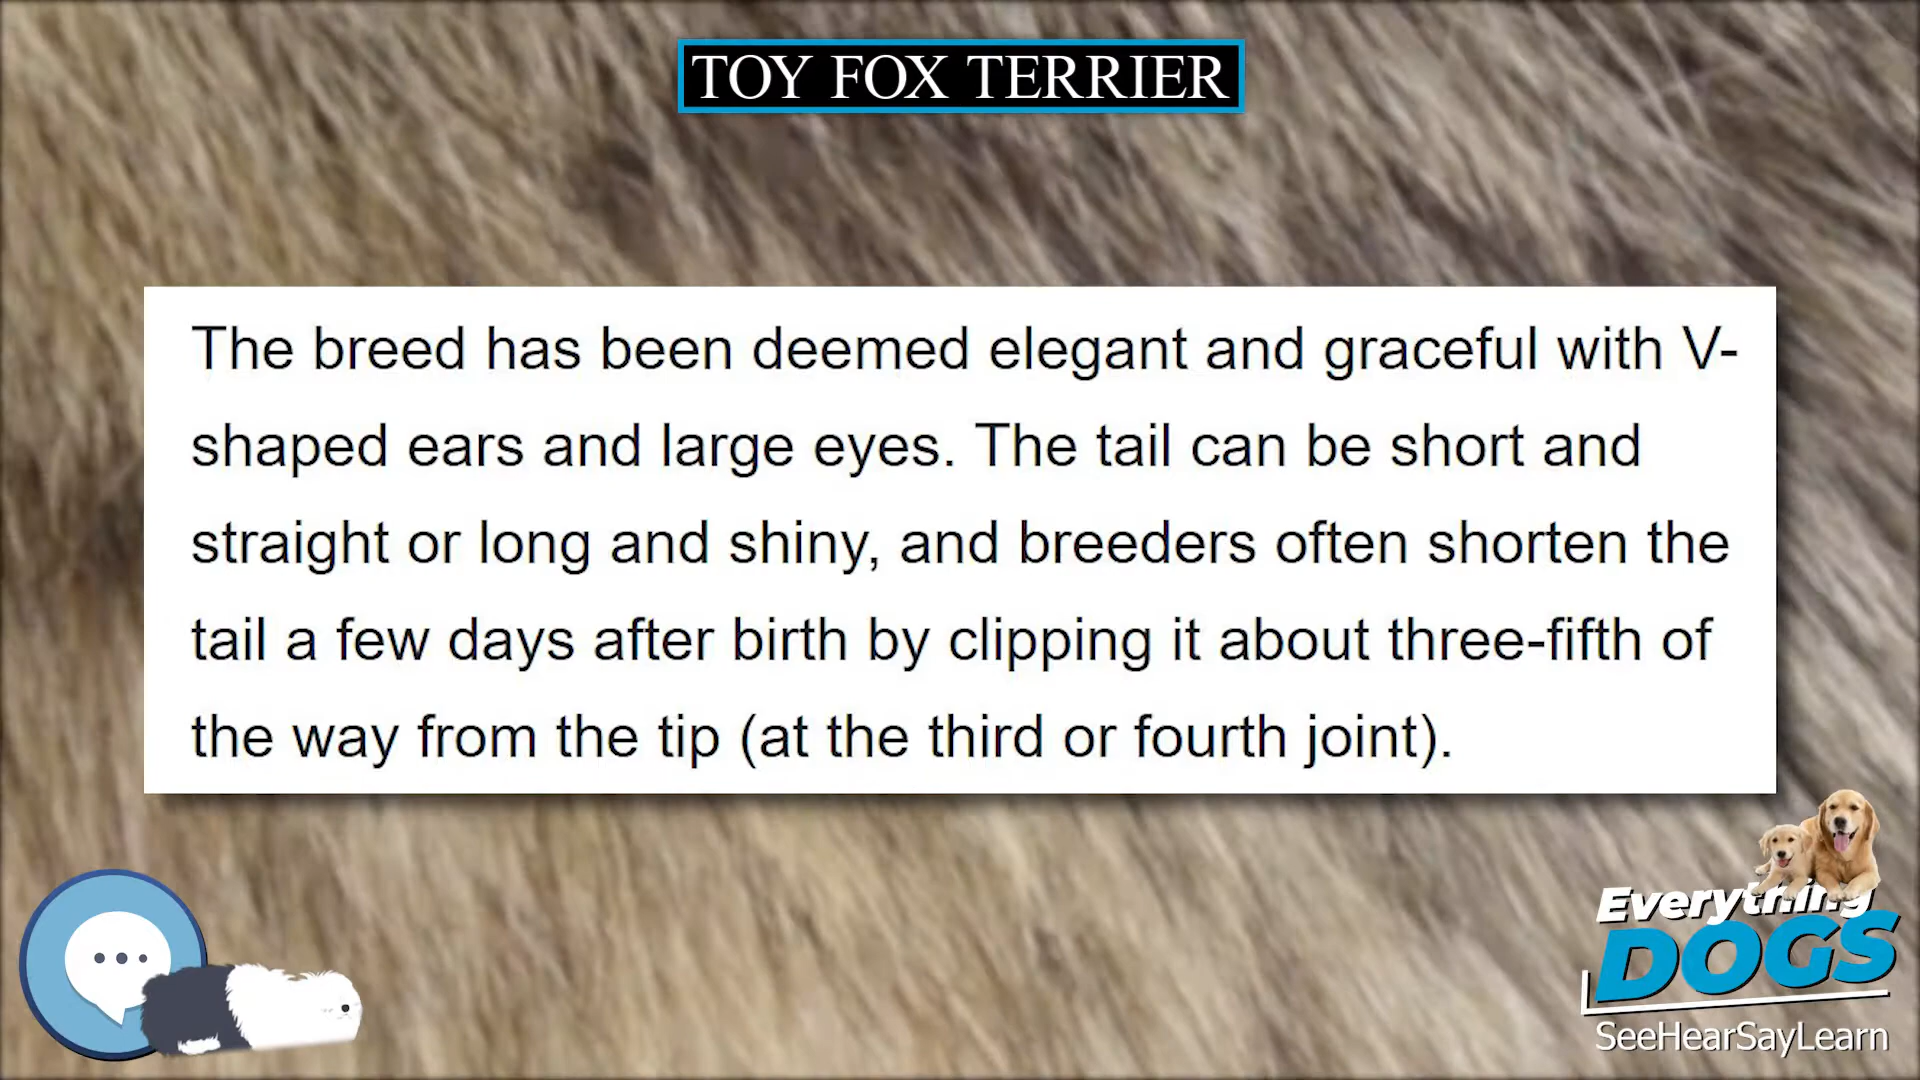 TOY FOX TERRIER
The breed has been deemed elegant and graceful with V-
shaped ears and large eyes. The tail can be short and
straight or long and shiny, and breeders often shorten the
tail a few days after birth by clipping it about three-fifth of
the way from the tip (at the third or fourth joint).
Everything
DOGS
SeeHearSayLearn